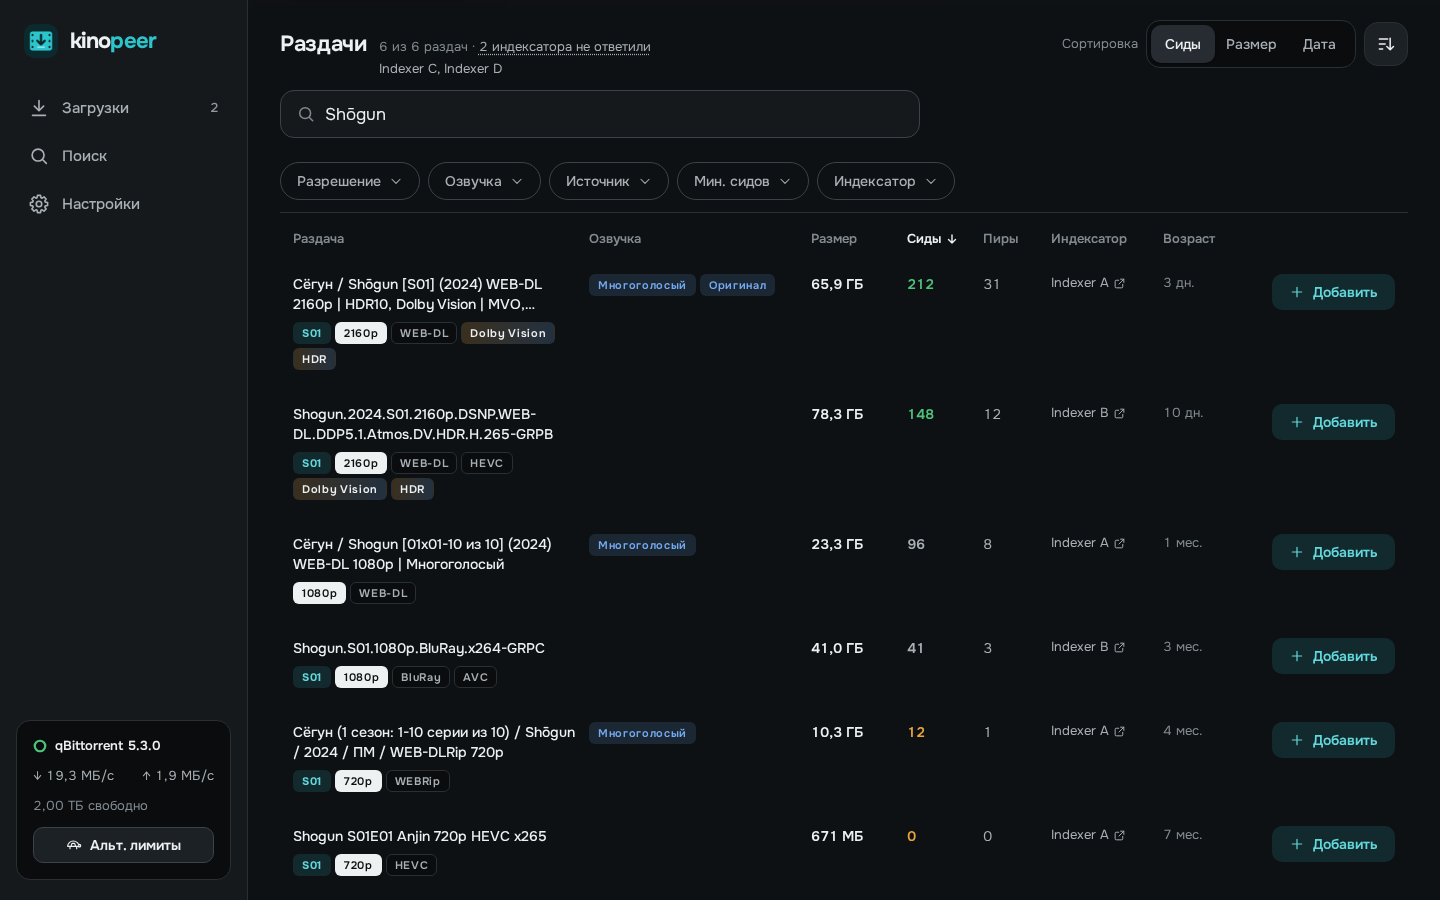 kinopeer
Загрузки 2
Поиск
Настройки
qBittorrent 5.3.0
↓ 19,3 МБ/с ↑ 1,9 МБ/с
2,00 ТБ свободно
Альт. лимиты
Раздачи 6 из 6 раздач · 2 индексатора не ответили
Indexer C, Indexer D
Сортировка Сиды Размер Дата
Shōgun
Разрешение Озвучка Источник Мин. сидов Индексатор
Раздача Озвучка Размер Сиды ↓ Пиры Индексатор Возраст
Сёгун / Shōgun [S01] (2024) WEB-DL Многоголосый Оригинал 65,9 ГБ 212 31 Indexer A 3 дн. + Добавить
2160p | HDR10, Dolby Vision | MVO,...
S01 2160p WEB-DL Dolby Vision
HDR
Shogun.2024.S01.2160p.DSNP.WEB- 78,3 ГБ 148 12 Indexer B 10 дн. + Добавить
DL.DDP5.1.Atmos.DV.HDR.H.265-GRPB
S01 2160p WEB-DL HEVC
Dolby Vision HDR
Сёгун / Shogun [01x01-10 из 10] (2024) Многоголосый 23,3 ГБ 96 8 Indexer A 1 мес. + Добавить
WEB-DL 1080p | Многоголосый
1080p WEB-DL
Shogun.S01.1080p.BluRay.x264-GRPC 41,0 ГБ 41 3 Indexer B 3 мес. + Добавить
S01 1080p BluRay AVC
Сёгун (1 сезон: 1-10 серии из 10) / Shōgun Многоголосый 10,3 ГБ 12 1 Indexer A 4 мес. + Добавить
/ 2024 / ПМ / WEB-DLRip 720p
S01 720p WEBRip
Shogun S01E01 Anjin 720p HEVC x265 671 МБ 0 0 Indexer A 7 мес. + Добавить
S01 720p HEVC